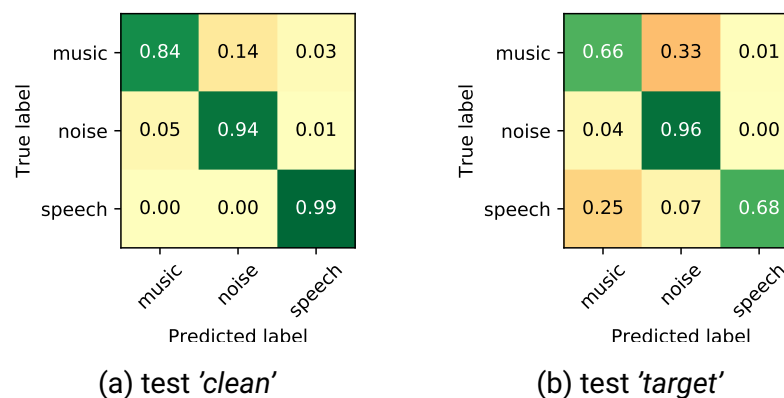 True label
music 0.84 0.14 0.03
noise 0.05 0.94 0.01
speech 0.00 0.00 0.99
music noise speech
Predicted label
(a) test 'clean'
True label
music 0.66 0.33 0.01
noise 0.04 0.96 0.00
speech 0.25 0.07 0.68
music noise speech
Predicted label
(b) test 'target'